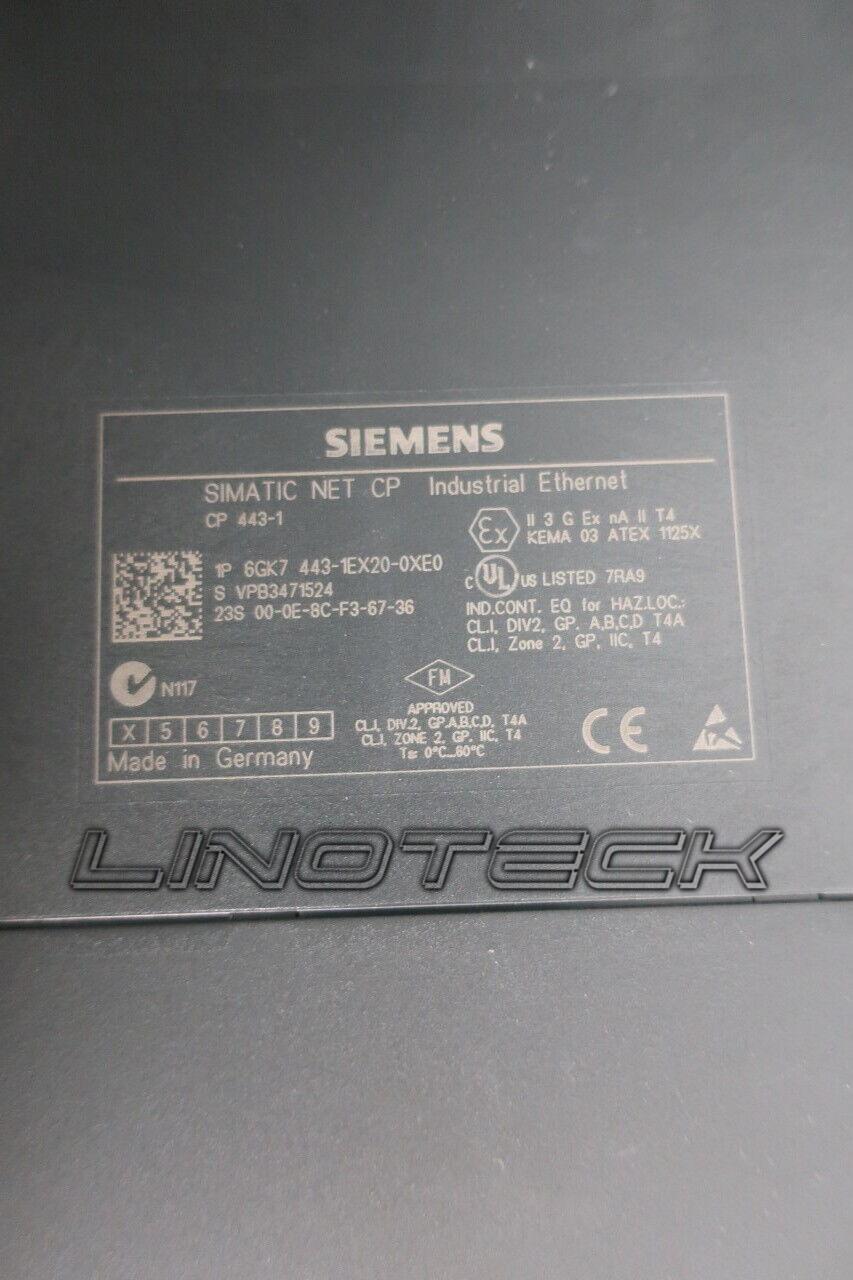 SIEMENS
SIMATIC NET CP Industrial Ethernet
CP 443-1
Ex II 3 G Ex nA II T4
KEMA 03 ATEX 1125X
1P 6GK7 443-1EX20-0XE0
S VPB3471524
23S 00-0E-8C-F3-67-36
c UL US LISTED 7RA9
IND.CONT. EQ for HAZ.LOC.:
CL.I, DIV2, GP. A,B,C,D T4A
CL.I, Zone 2, GP, IIC, T4
N117
FM
APPROVED
CL.I, DIV.2, GP.A,B,C,D, T4A
CL.I, ZONE 2, GP. IIC, T4
Ta: 0°C...60°C
X 5 6 7 8 9
Made in Germany
CE
LINOTECK